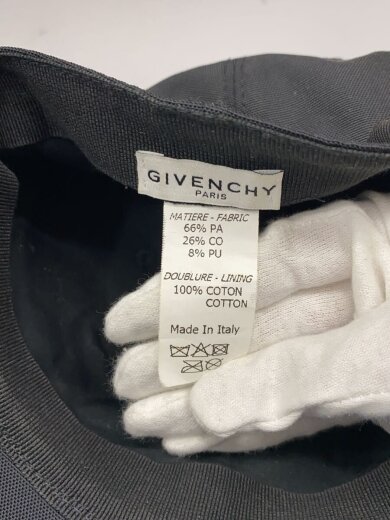 GIVENCHY
PARIS
MATIERE - FABRIC
66% PA
26% CO
8% PU
DOUBLURE - LINING
100% COTON
COTTON
Made In Italy